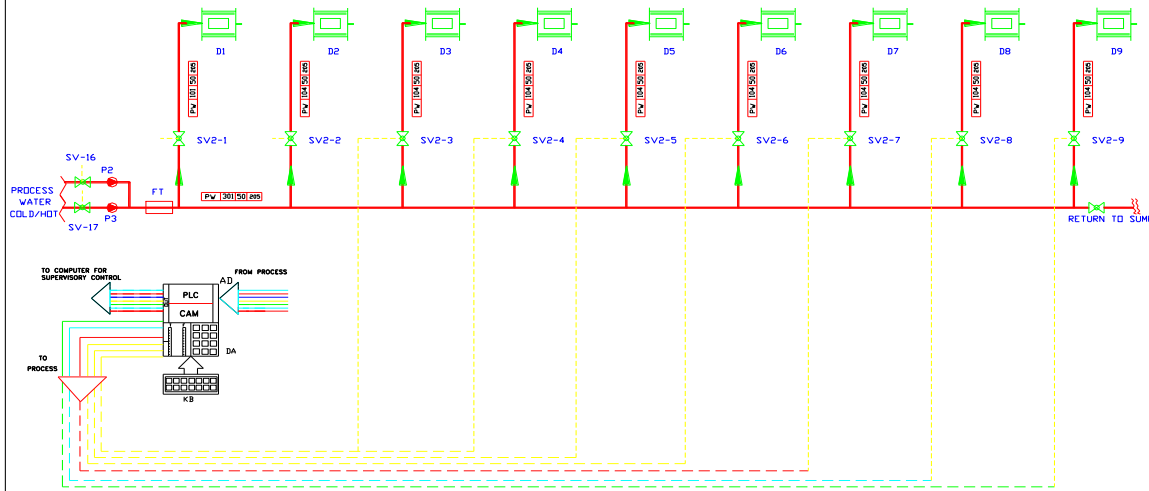 D1 D2 D3 D4 D5 D6 D7 D8 D9
PW 101 50 205
PW 104 50 205
PW 104 50 205
PW 104 50 205
PW 104 50 205
PW 104 50 205
PW 104 50 205
PW 104 50 205
PW 104 50 205
SV2-1 SV2-2 SV2-3 SV2-4 SV2-5 SV2-6 SV2-7 SV2-8 SV2-9
SV-16
P2
PROCESS
WATER
COLD/HOT
FT
PW 301 50 205
P3
SV-17
RETURN TO SUM
TO COMPUTER FOR
SUPERVISORY CONTROL
FROM PROCESS
AD
PLC
CAM
DA
TO
PROCESS
KB